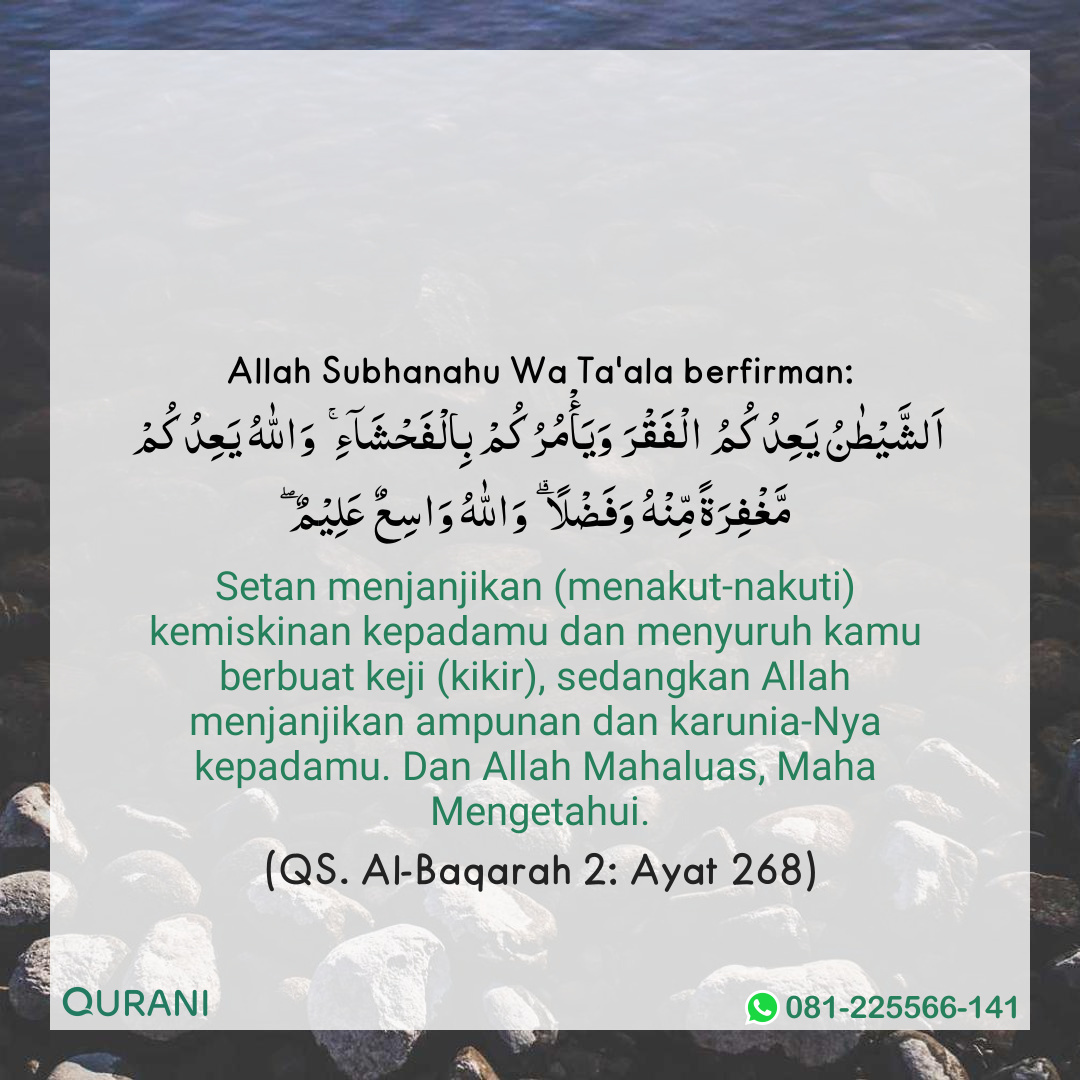 Allah Subhanahu Wa Ta'ala berfirman:
اَلشَّيْطٰنُ يَعِدُكُمُ الْفَقْرَ وَيَأْمُرُكُمْ بِالْفَحْشَآءِ ۚ وَاللّٰهُ يَعِدُكُمْ
مَّغْفِرَةً مِّنْهُ وَفَضْلًا ۗ وَاللّٰهُ وَاسِعٌ عَلِيْمٌ ۖ
Setan menjanjikan (menakut-nakuti)
kemiskinan kepadamu dan menyuruh kamu
berbuat keji (kikir), sedangkan Allah
menjanjikan ampunan dan karunia-Nya
kepadamu. Dan Allah Mahaluas, Maha
Mengetahui.
(QS. Al-Baqarah 2: Ayat 268)
QURANI
081-225566-141